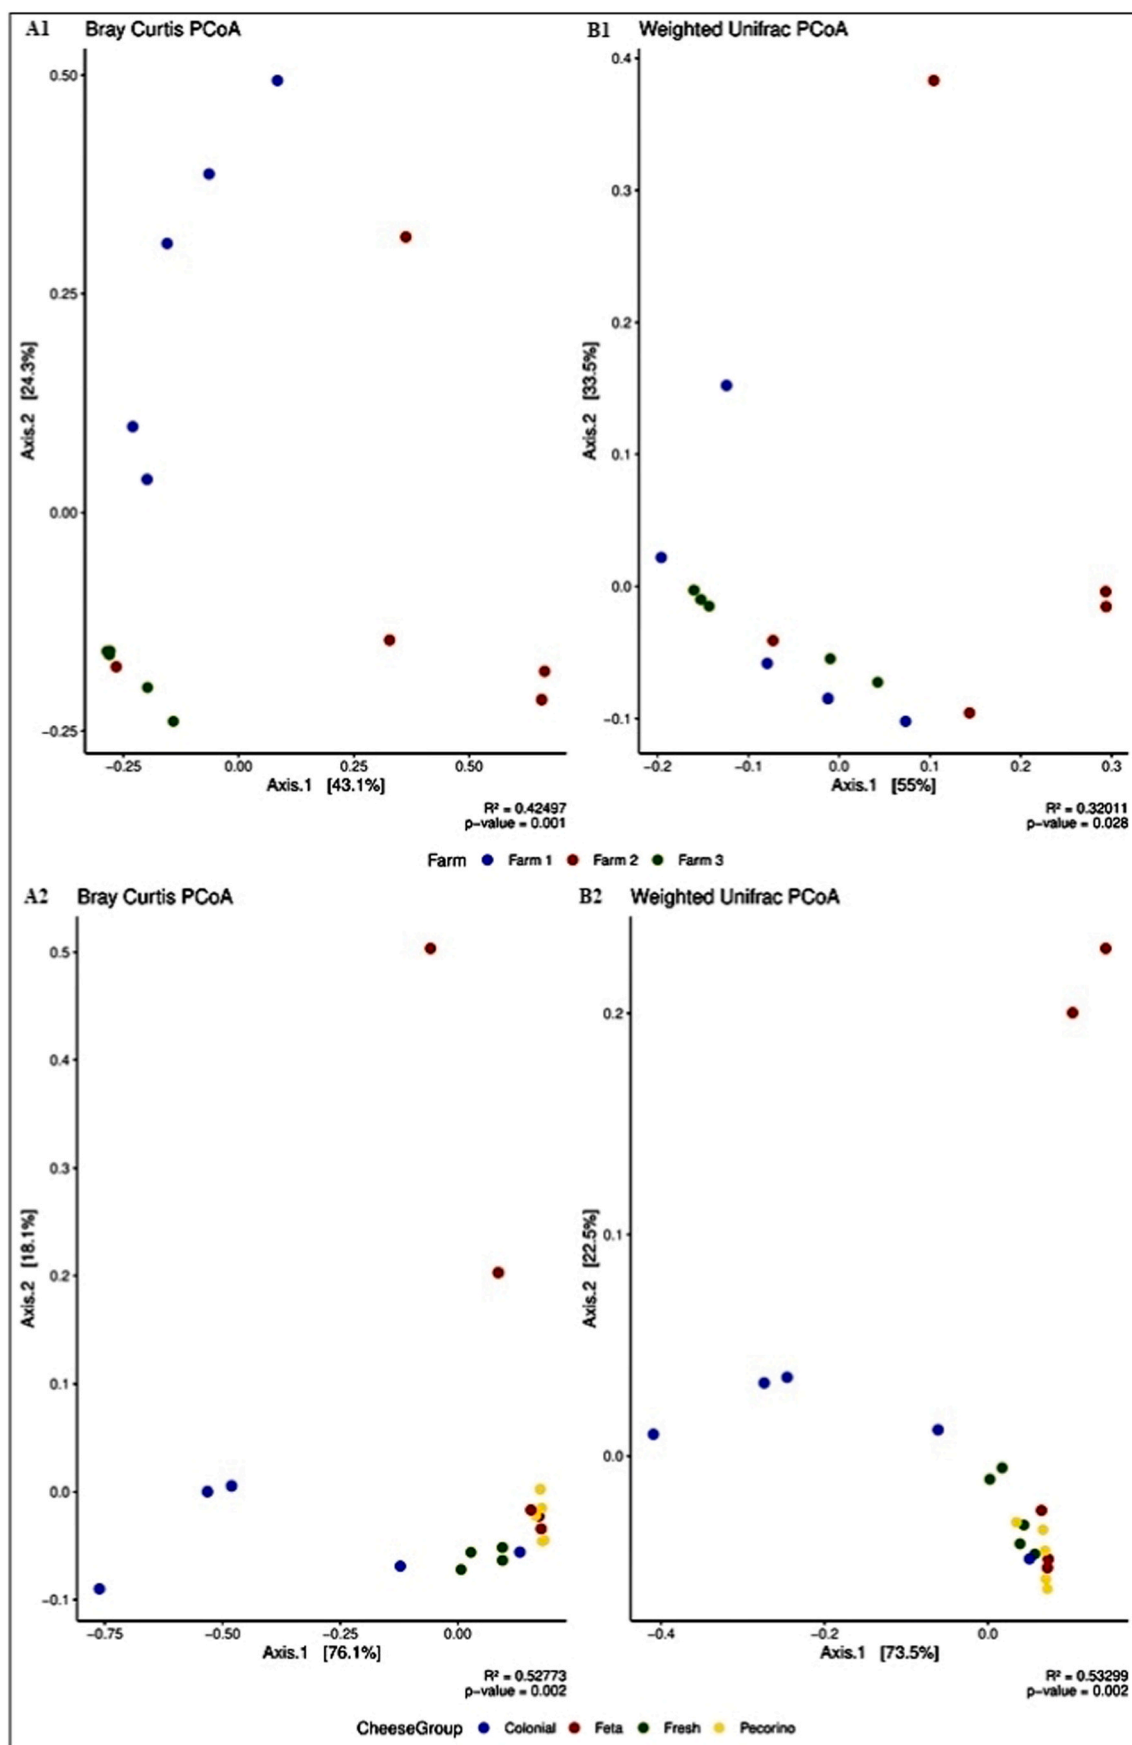 A1 Bray Curtis PCoA
0.50
0.25
0.00
−0.25
Axis.2 [24.3%]
−0.25 0.00 0.25 0.50
Axis.1 [43.1%]
R² = 0.42497
p−value = 0.001
B1 Weighted Unifrac PCoA
0.4
0.3
0.2
0.1
0.0
−0.1
Axis.2 [33.5%]
−0.2 −0.1 0.0 0.1 0.2 0.3
Axis.1 [55%]
R² = 0.32011
p−value = 0.028
Farm Farm 1 Farm 2 Farm 3
A2 Bray Curtis PCoA
0.5
0.4
0.3
0.2
0.1
0.0
−0.1
Axis.2 [18.1%]
−0.75 −0.50 −0.25 0.00
Axis.1 [76.1%]
R² = 0.52773
p−value = 0.002
B2 Weighted Unifrac PCoA
0.2
0.1
0.0
Axis.2 [22.5%]
−0.4 −0.2 0.0
Axis.1 [73.5%]
R² = 0.53299
p−value = 0.002
CheeseGroup Colonial Feta Fresh Pecorino